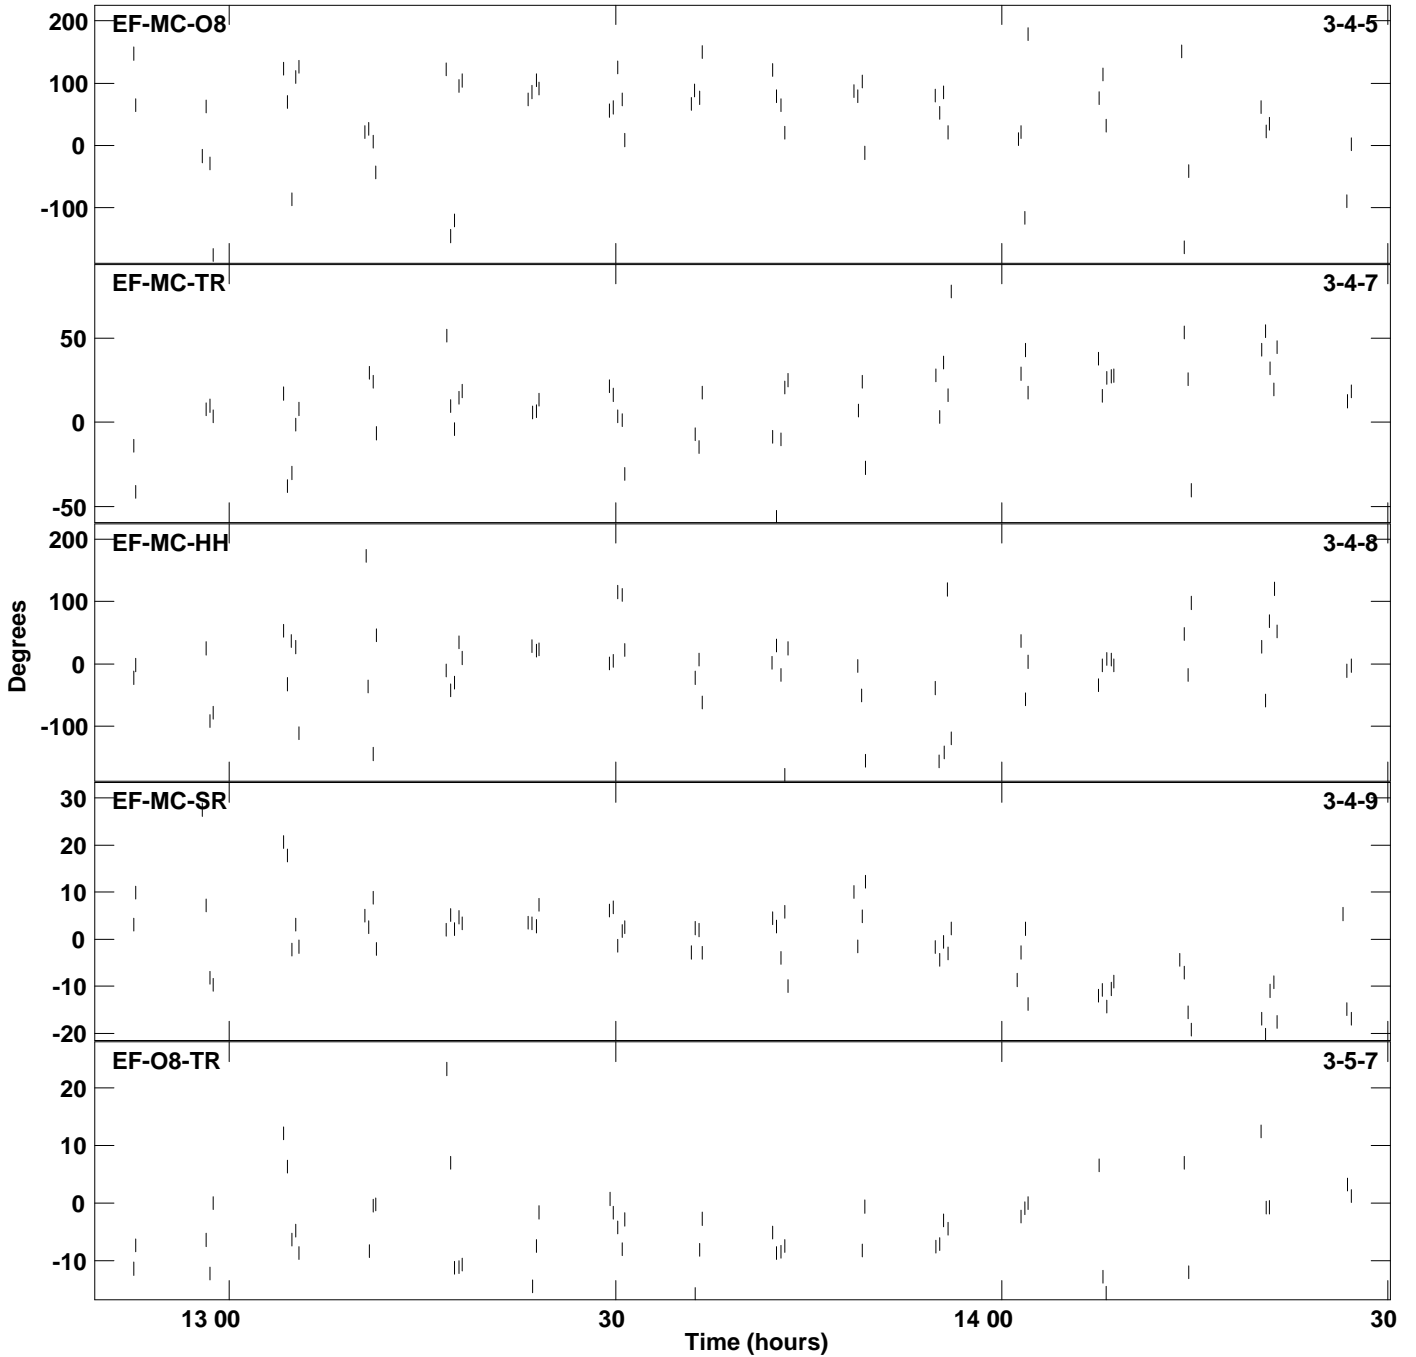 EF-MC-O8 3-4-5
200
100
0
-100
EF-MC-TR 3-4-7
50
0
-50
EF-MC-HH 3-4-8
200
100
0
-100
EF-MC-SR 3-4-9
30
20
10
0
-10
-20
EF-O8-TR 3-5-7
20
10
0
-10
Degrees
13 00 30 14 00 30
Time (hours)